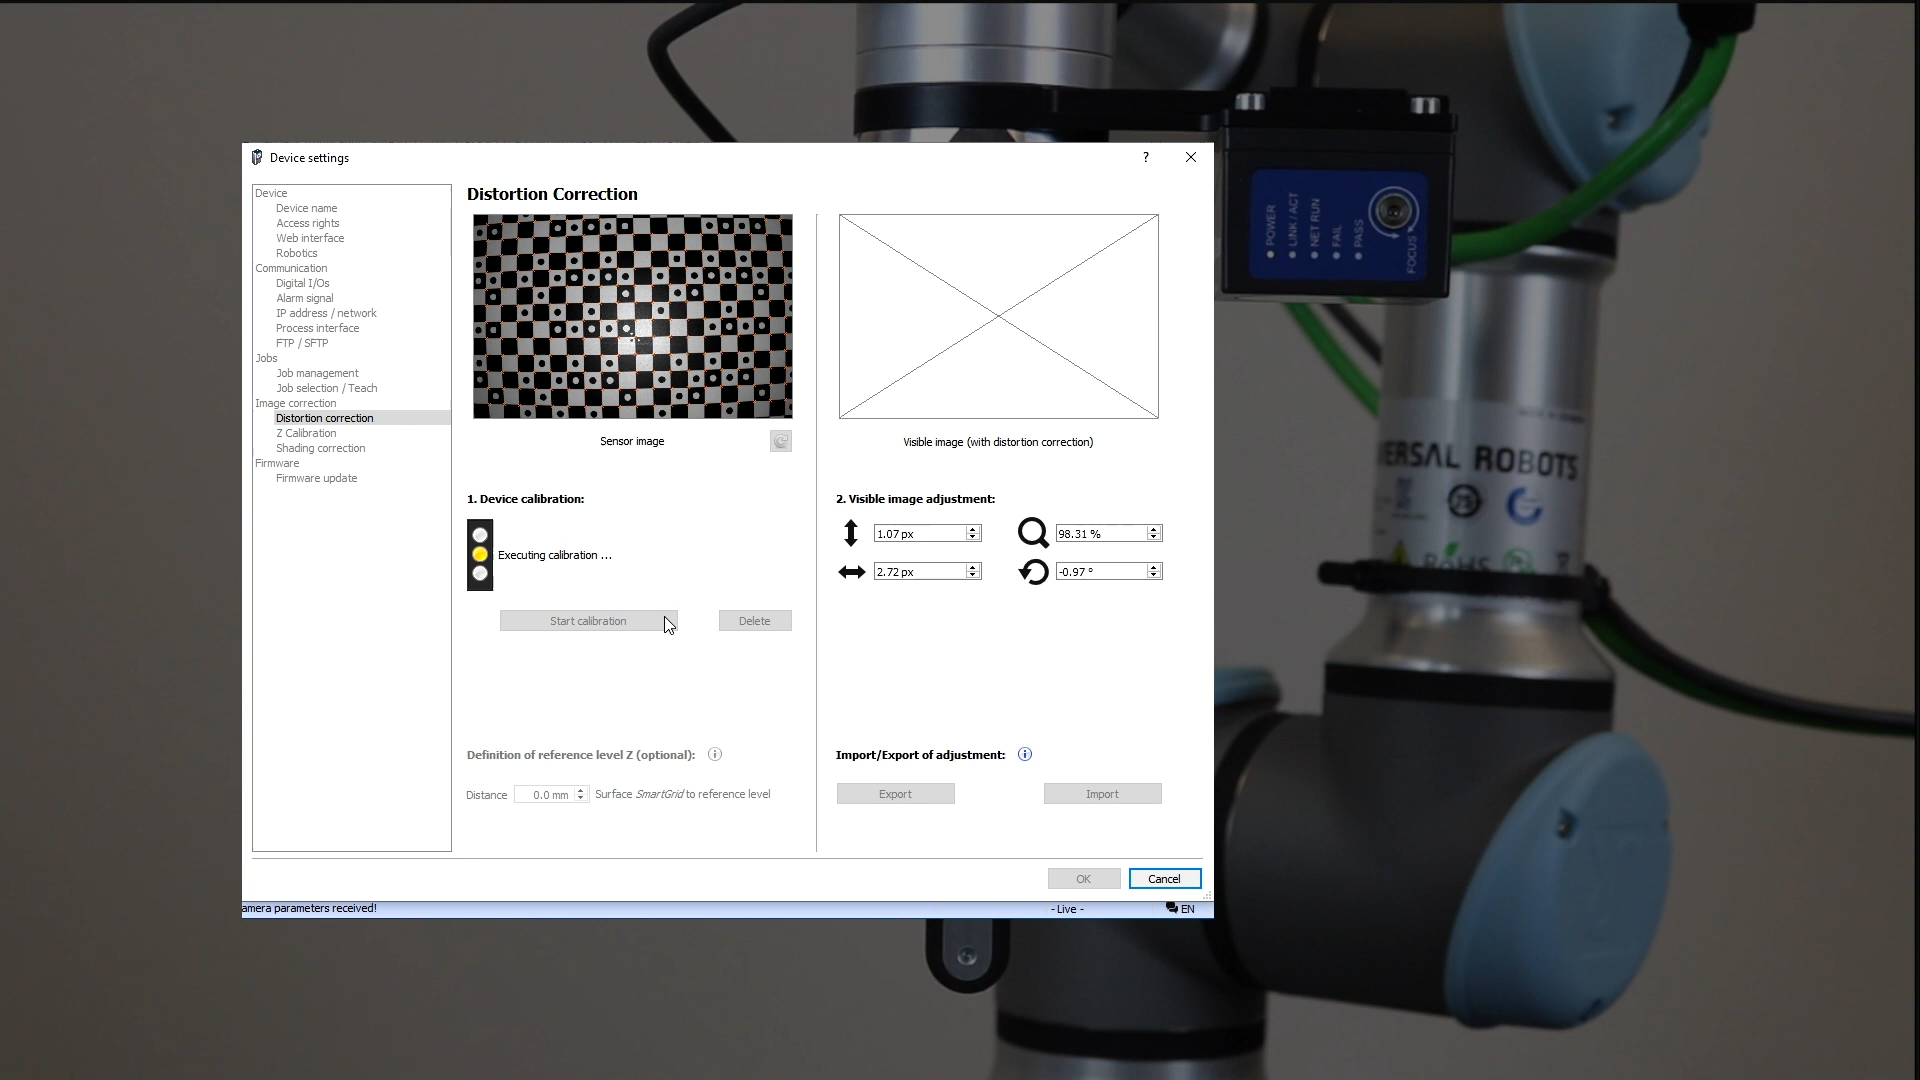 Device settings
?
Device
Device name
Access rights
Web interface
Robotics
Communication
Digital I/Os
Alarm signal
IP address / network
Process interface
FTP / SFTP
Jobs
Job management
Job selection / Teach
Image correction
Distortion correction
Z Calibration
Shading correction
Firmware
Firmware update
Distortion Correction
Sensor image
Visible image (with distortion correction)
1. Device calibration:
Executing calibration ...
Start calibration
Delete
2. Visible image adjustment:
1.07 px
98.31 %
2.72 px
-0.97 °
Definition of reference level Z (optional):
Distance
0.0 mm
Surface SmartGrid to reference level
Import/Export of adjustment:
Export
Import
OK
Cancel
amera parameters received!
- Live -
EN
POWER
LINK / ACT
NET RUN
FAIL
PASS
FOCUS
ERSAL ROBOTS
RoHS